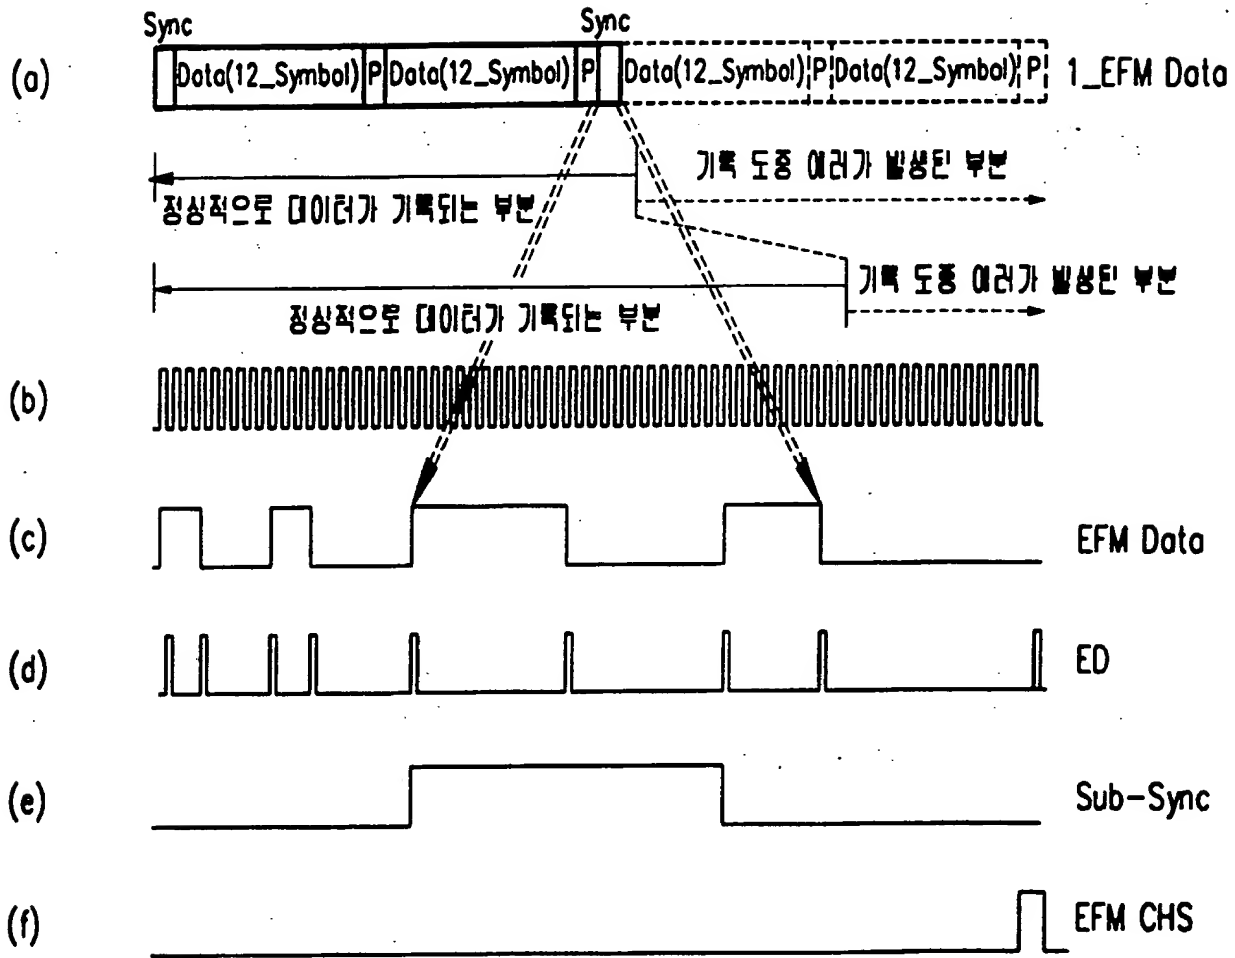 Sync Sync
(a) Data(12_Symbol) P Data(12_Symbol) P Data(12_Symbol) P Data(12_Symbol) P 1_EFM Data
기록 도중 에러가 발생된 부분
정상적으로 데이터가 기록되는 부분
기록 도중 에러가 발생된 부분
정상적으로 데이터가 기록되는 부분
(b)
(c) EFM Data
(d) ED
(e) Sub-Sync
(f) EFM CHS